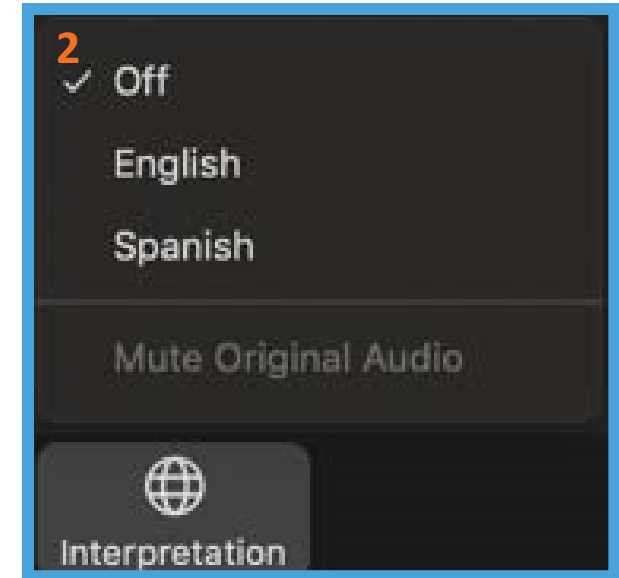 2
✓ Off
English
Spanish
Mute Original Audio
Interpretation